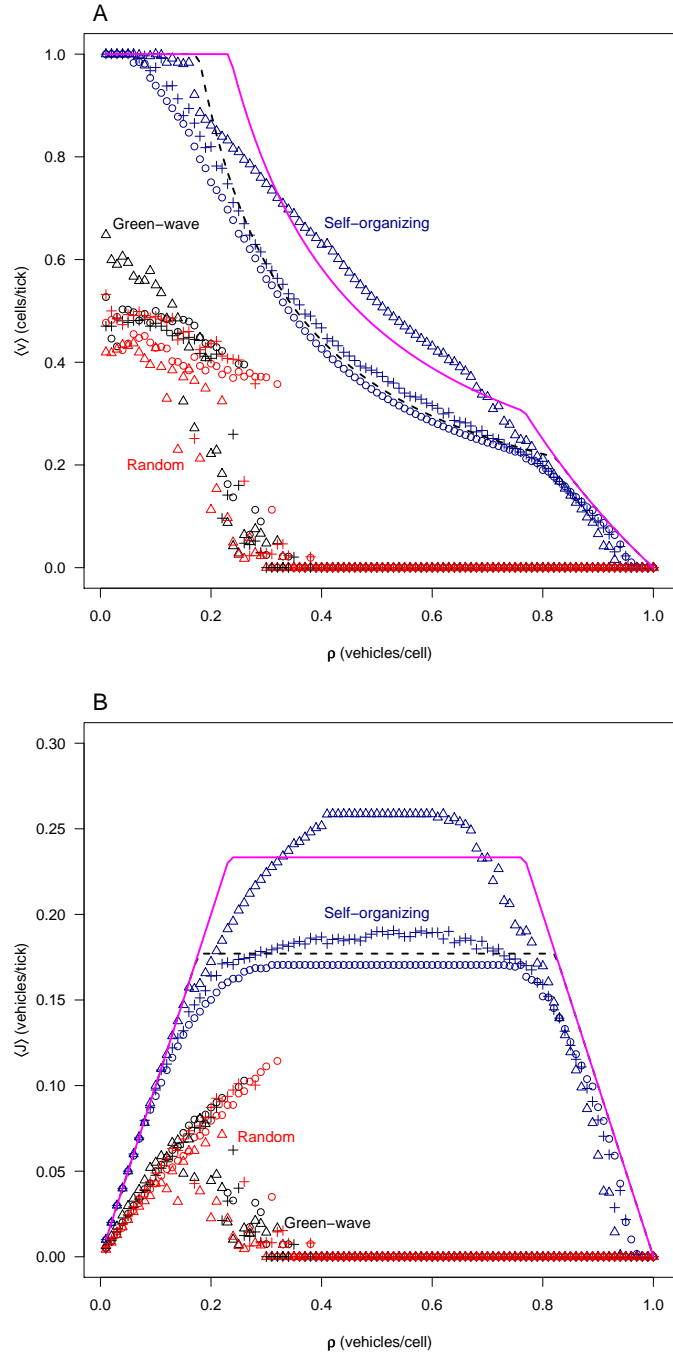 A
1.0
0.8
0.6
0.4
0.2
0.0
⟨v⟩ (cells/tick)
Green−wave
Self−organizing
Random
0.0 0.2 0.4 0.6 0.8 1.0
ρ (vehicles/cell)
B
0.30
0.25
0.20
0.15
0.10
0.05
0.00
⟨J⟩ (vehicles/tick)
Self−organizing
Random
Green−wave
0.0 0.2 0.4 0.6 0.8 1.0
ρ (vehicles/cell)